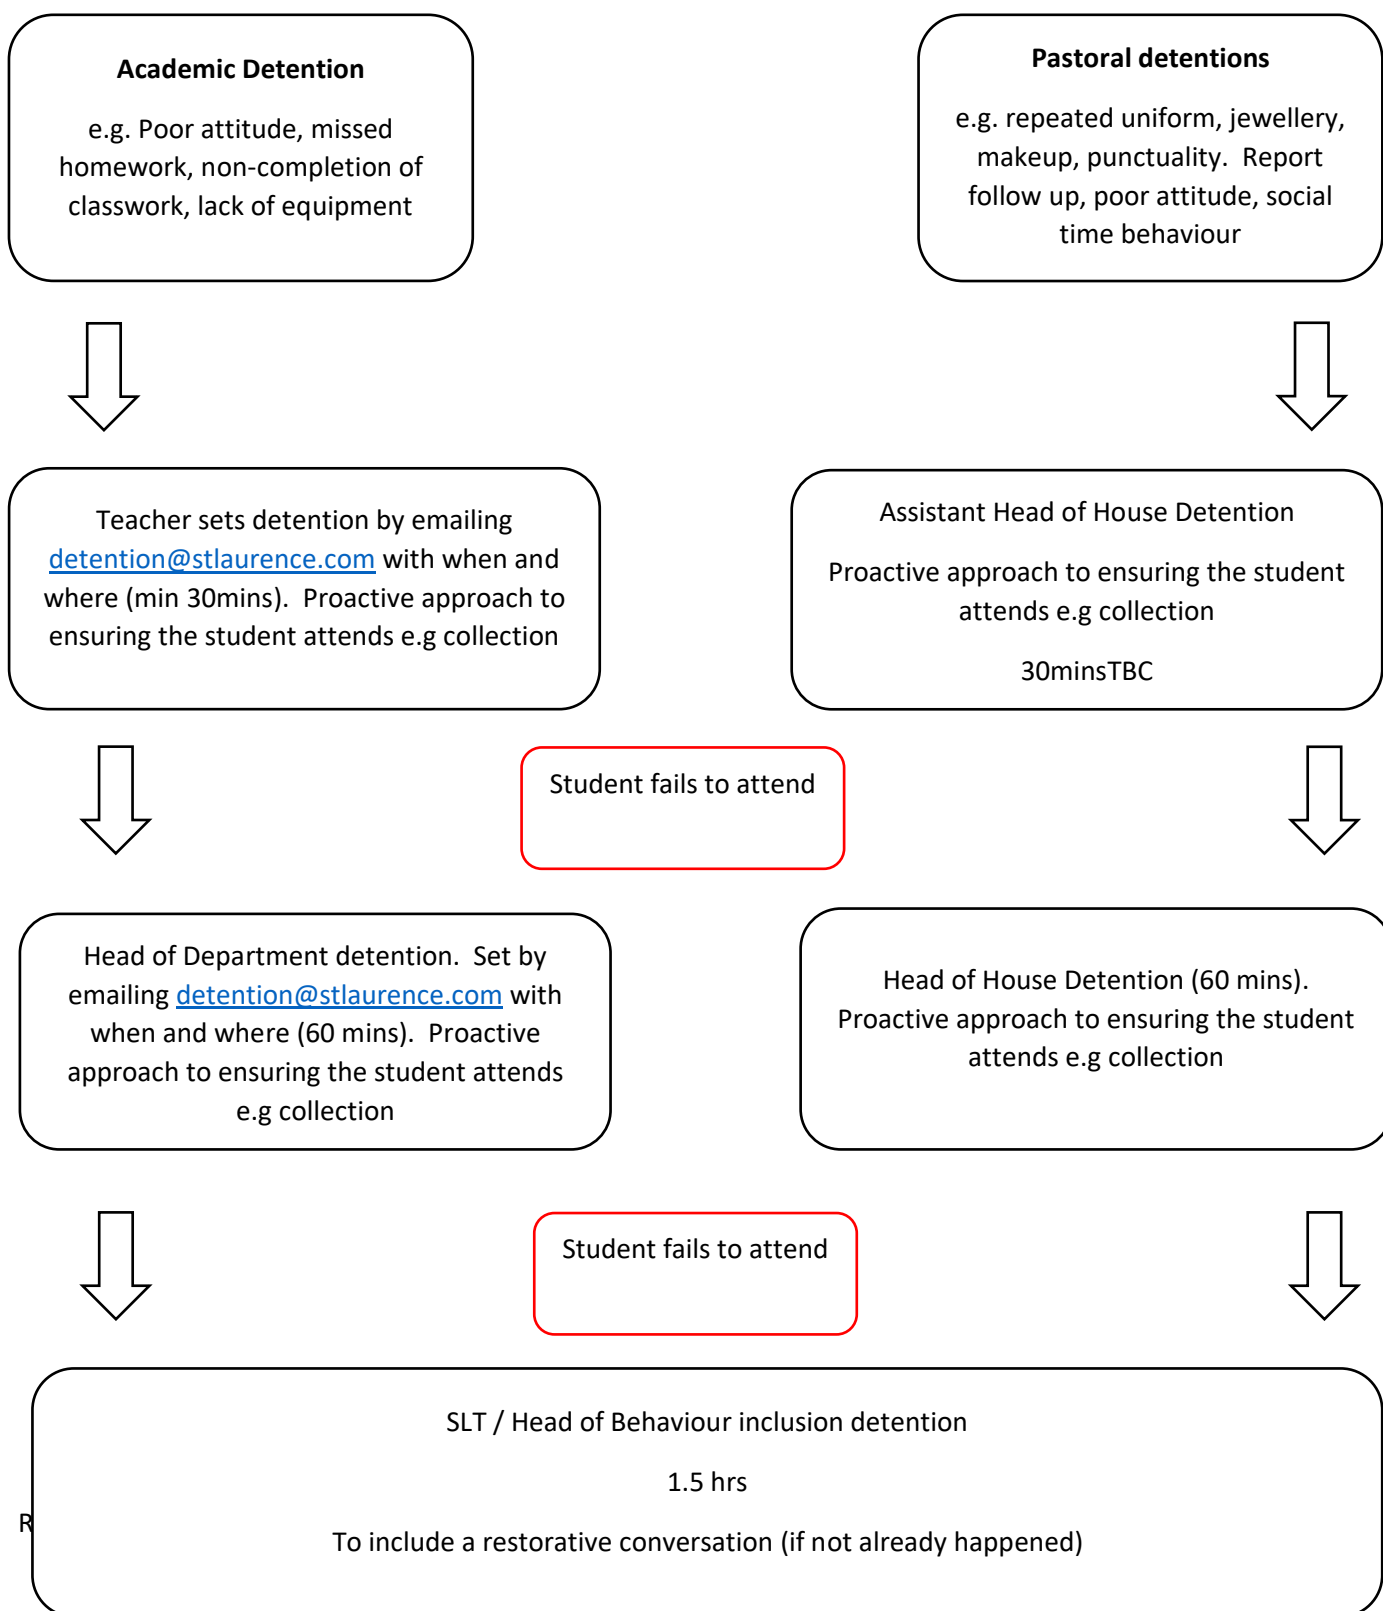 Academic Detention
e.g. Poor attitude, missed
homework, non-completion of
classwork, lack of equipment
Pastoral detentions
e.g. repeated uniform, jewellery,
makeup, punctuality.  Report
follow up, poor attitude, social
time behaviour
Teacher sets detention by emailing
detention@stlaurence.com with when and
where (min 30mins).  Proactive approach to
ensuring the student attends e.g collection
Assistant Head of House Detention
Proactive approach to ensuring the student
attends e.g collection
30minsTBC
Student fails to attend
Head of Department detention.  Set by
emailing detention@stlaurence.com with
when and where (60 mins).  Proactive
approach to ensuring the student attends
e.g collection
Head of House Detention (60 mins).
Proactive approach to ensuring the student
attends e.g collection
Student fails to attend
SLT / Head of Behaviour inclusion detention
1.5 hrs
R
To include a restorative conversation (if not already happened)